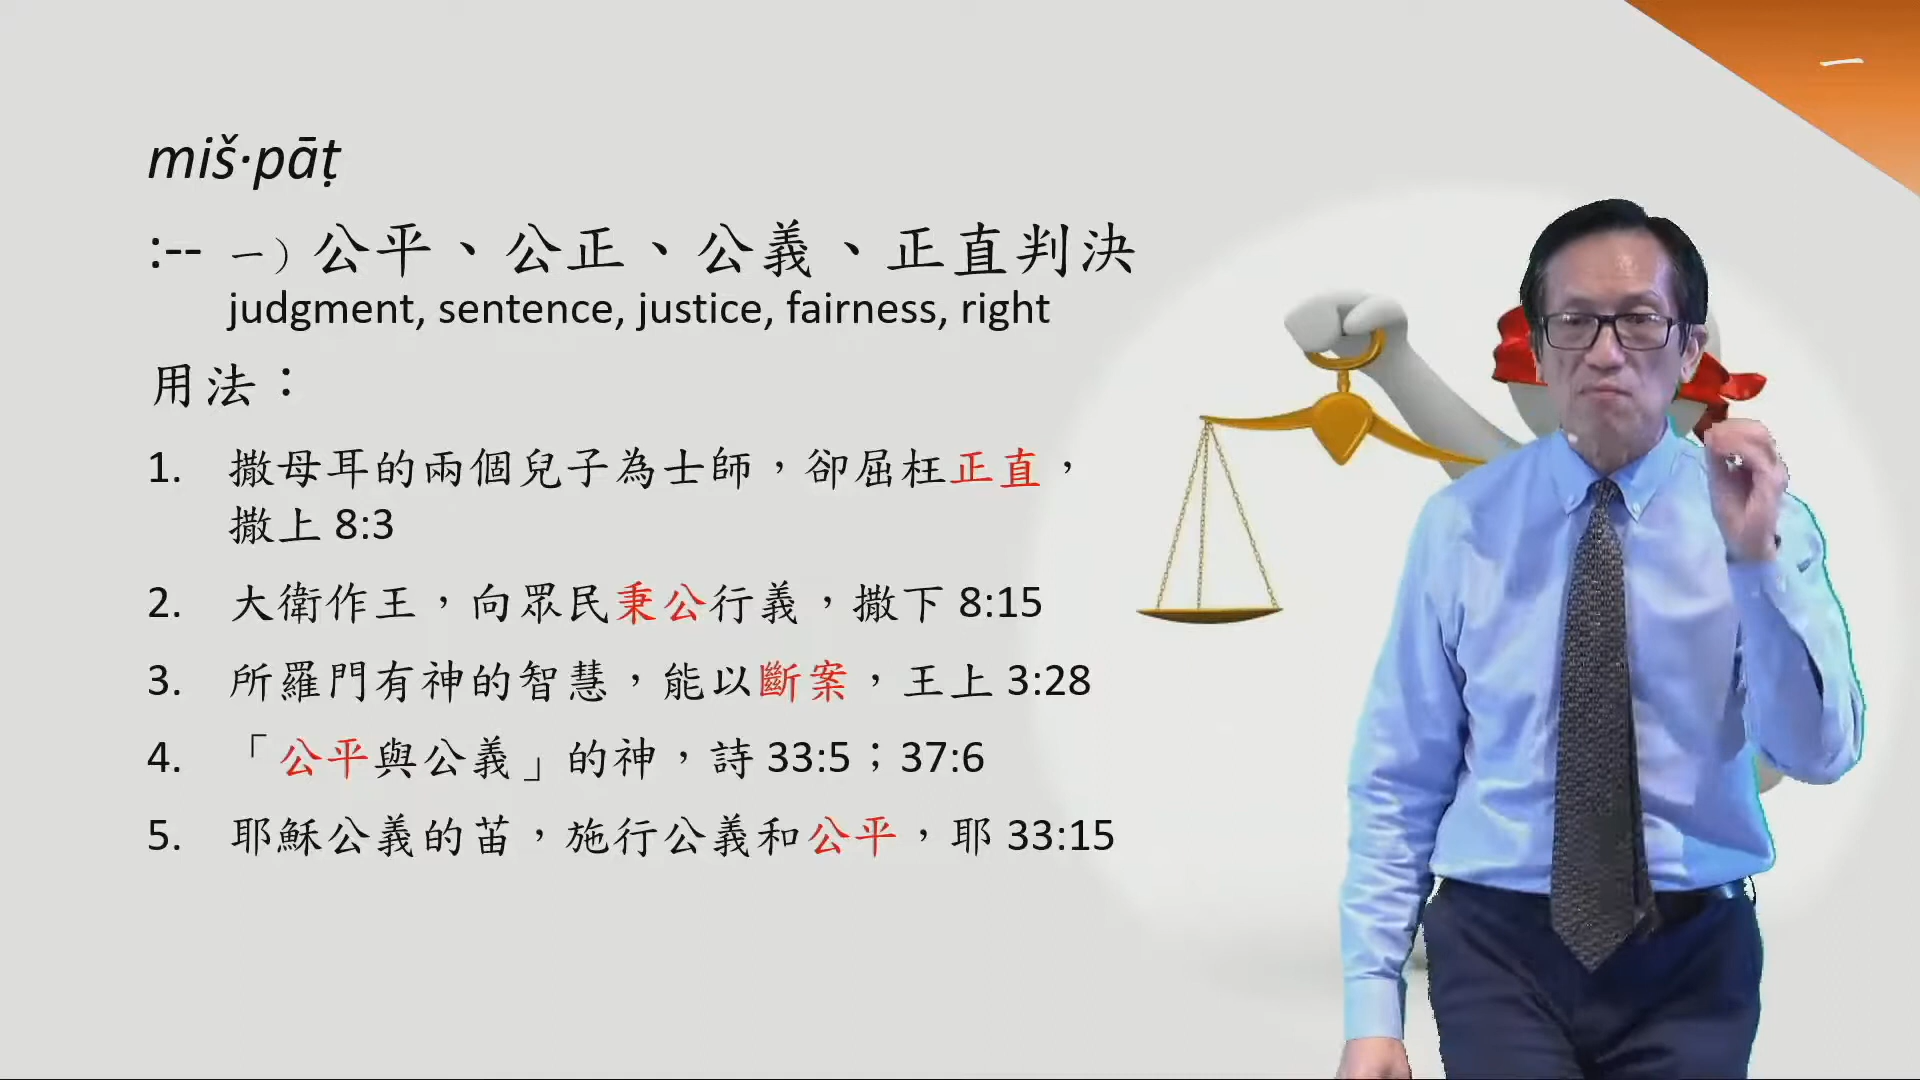 一
miš·pāṭ
:-- 一）公平、公正、公義、正直判決
judgment, sentence, justice, fairness, right
用法：
1. 撒母耳的兩個兒子為士師，卻屈枉正直，
撒上 8:3
2. 大衛作王，向眾民秉公行義，撒下 8:15
3. 所羅門有神的智慧，能以斷案，王上 3:28
4. 「公平與公義」的神，詩 33:5；37:6
5. 耶穌公義的苗，施行公義和公平，耶 33:15